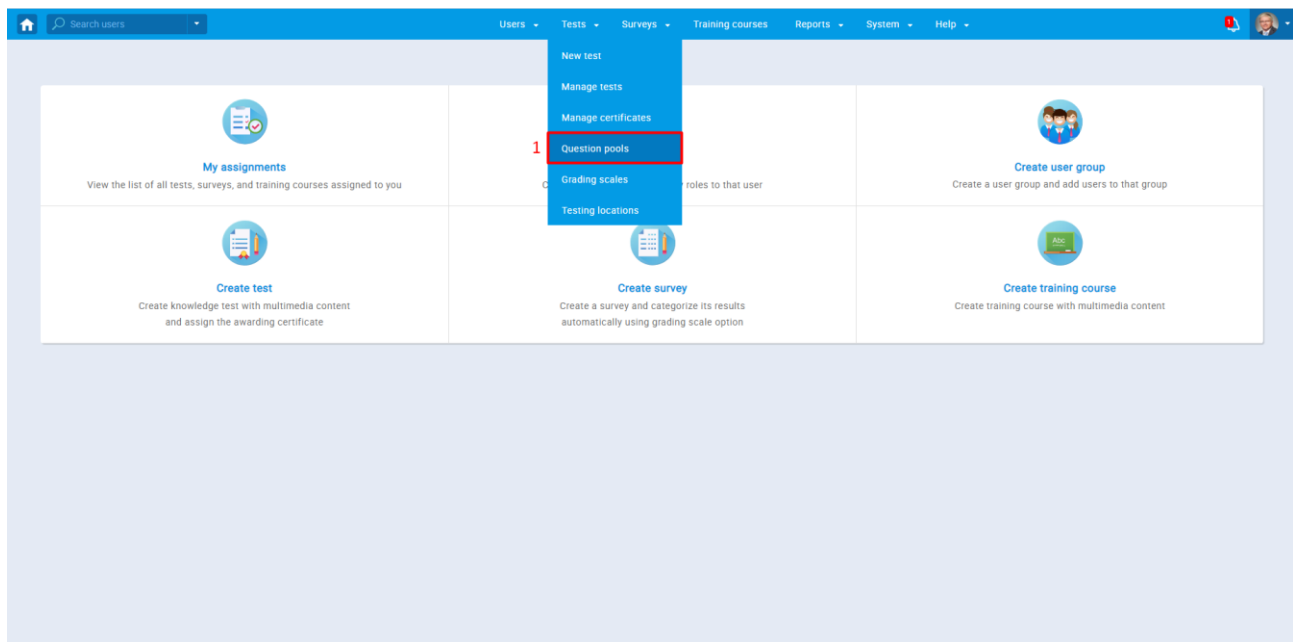 Search users
Users Tests Surveys Training courses Reports System Help
1
New test
Manage tests
Manage certificates
1 Question pools
Grading scales
Testing locations
My assignments
View the list of all tests, surveys, and training courses assigned to you
roles to that user
Create user group
Create a user group and add users to that group
Create test
Create knowledge test with multimedia content
and assign the awarding certificate
Create survey
Create a survey and categorize its results
automatically using grading scale option
Abc
Create training course
Create training course with multimedia content